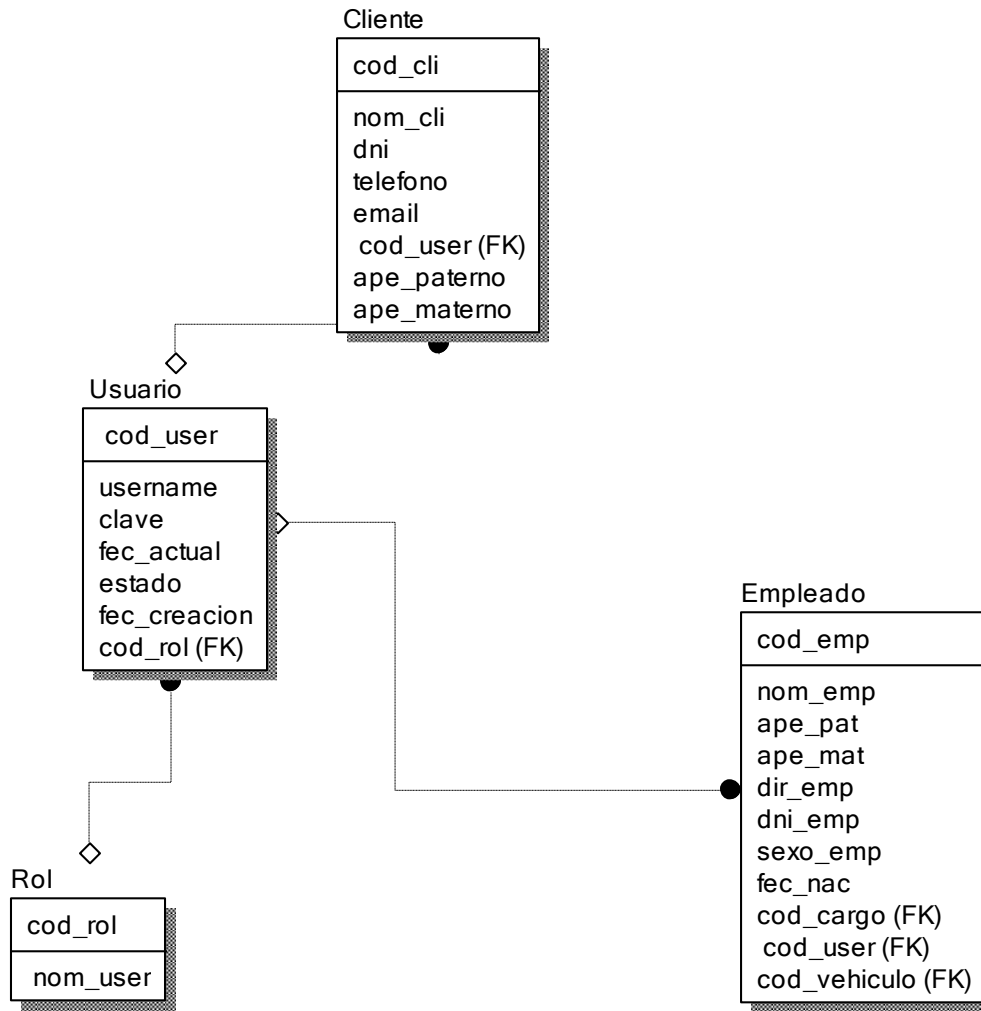 Cliente
cod_cli
nom_cli
dni
telefono
email
cod_user (FK)
ape_paterno
ape_materno
Usuario
cod_user
username
clave
fec_actual
estado
fec_creacion
cod_rol (FK)
Empleado
cod_emp
nom_emp
ape_pat
ape_mat
dir_emp
dni_emp
sexo_emp
fec_nac
cod_cargo (FK)
cod_user (FK)
cod_vehiculo (FK)
Rol
cod_rol
nom_user